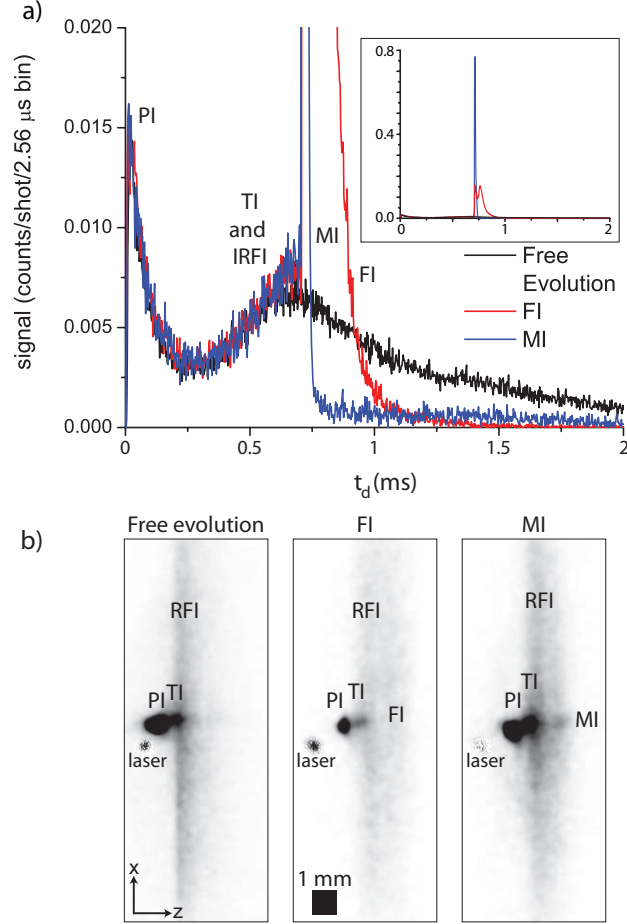 a)
signal (counts/shot/2.56 μs bin)
0.020
0.015
0.010
0.005
0.000
PI
TI
and
IRFI
MI
FI
0.8
0.4
0.0
0 1 2
Free
Evolution
FI
MI
0 0.5 1 1.5 2
t_d (ms)
b)
Free evolution FI MI
RFI
PI TI
laser
x
z
RFI
PI TI
FI
laser
1 mm
RFI
TI
PI
MI
laser